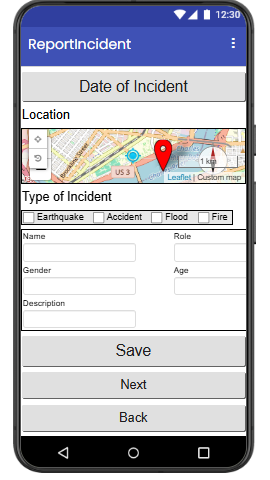 12:30
ReportIncident
Date of Incident
Location
US 3
1 km
Leaflet | Custom map
Type of Incident
Earthquake Accident Flood Fire
Name Role
Gender Age
Description
Save
Next
Back